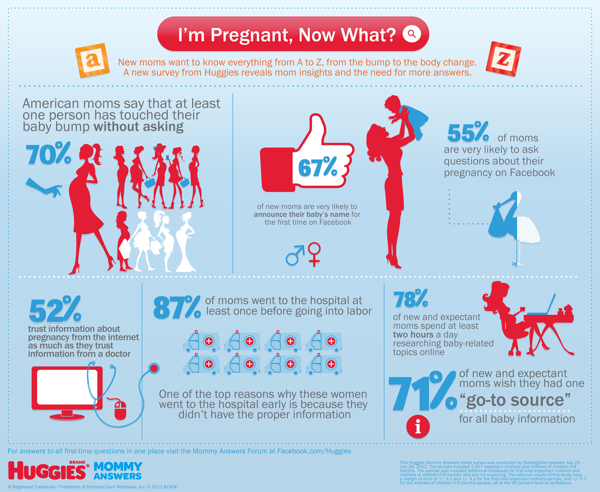 I'm Pregnant, Now What?
a
z
New moms want to know everything from A to Z, from the bump to the body change.
A new survey from Huggies reveals mom insights and the need for more answers.
American moms say that at least
one person has touched their
baby bump without asking
70%
67%
of new moms are very likely to
announce their baby's name for
the first time on Facebook
55% of moms
are very likely to ask
questions about their
pregnancy on Facebook
52%
trust information about
pregnancy from the internet
as much as they trust
information from a doctor
87% of moms went to the hospital at
least once before going into labor
One of the top reasons why these women
went to the hospital early is because they
didn't have the proper information
78%
of new and expectant
moms spend at least
two hours a day
researching baby-related
topics online
71% of new and expectant
moms wish they had one
"go-to source"
for all baby information
i
For answers to all first-time questions in one place visit the Mommy Answers Forum at Facebook.com/Huggies
HUGGIES BRAND
MOMMY
ANSWERS
® Registered Trademark ™Trademark of Kimberly-Clark Worldwide, Inc. © 2012 KCWW